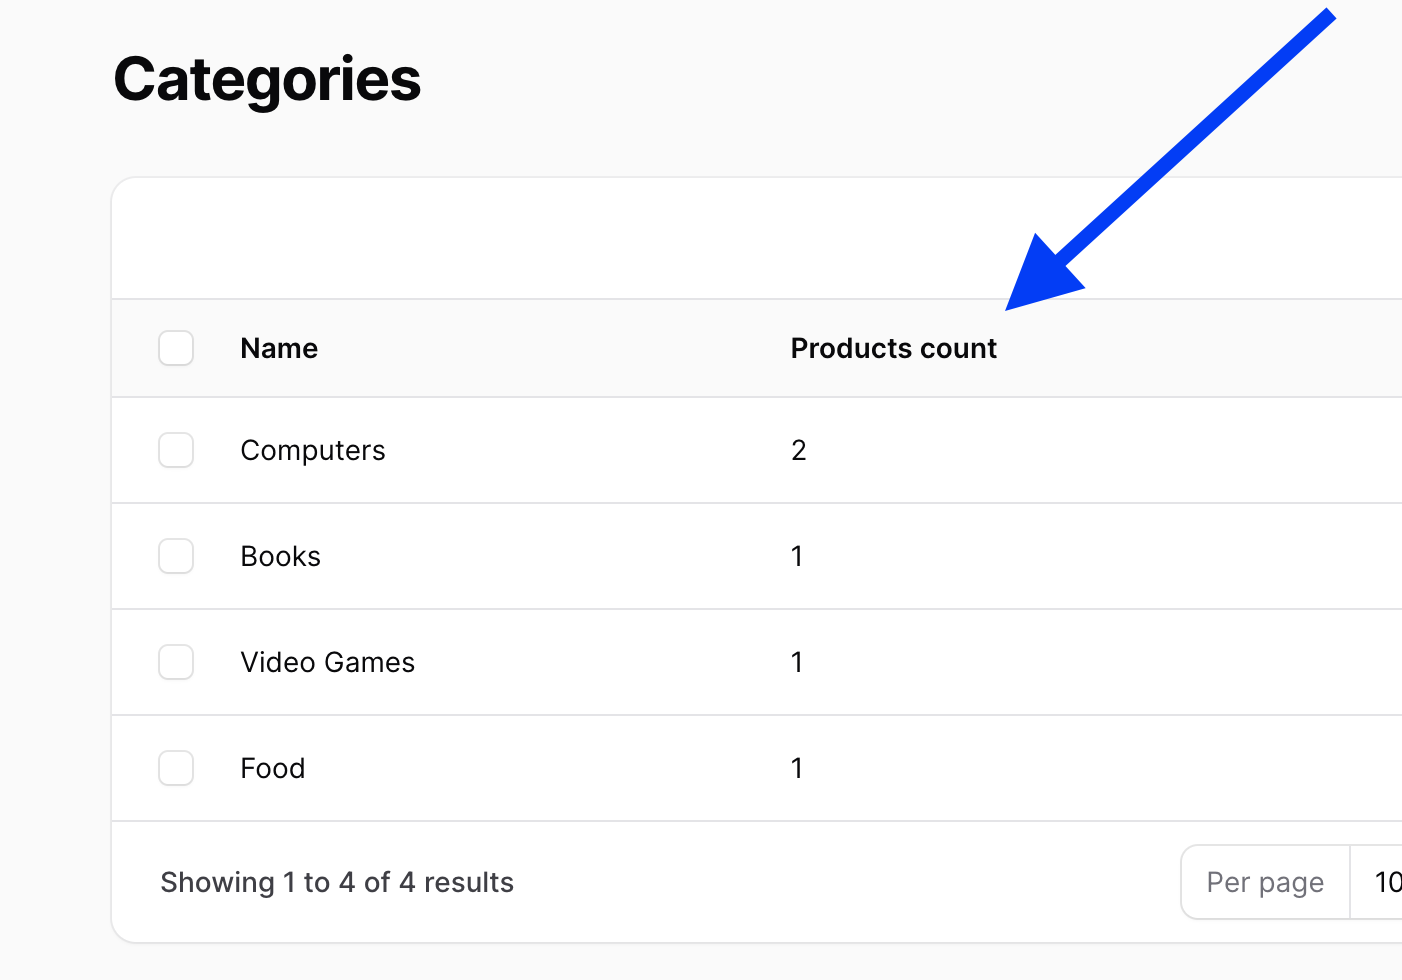 Categories
Name Products count
Computers 2
Books 1
Video Games 1
Food 1
Showing 1 to 4 of 4 results Per page 10